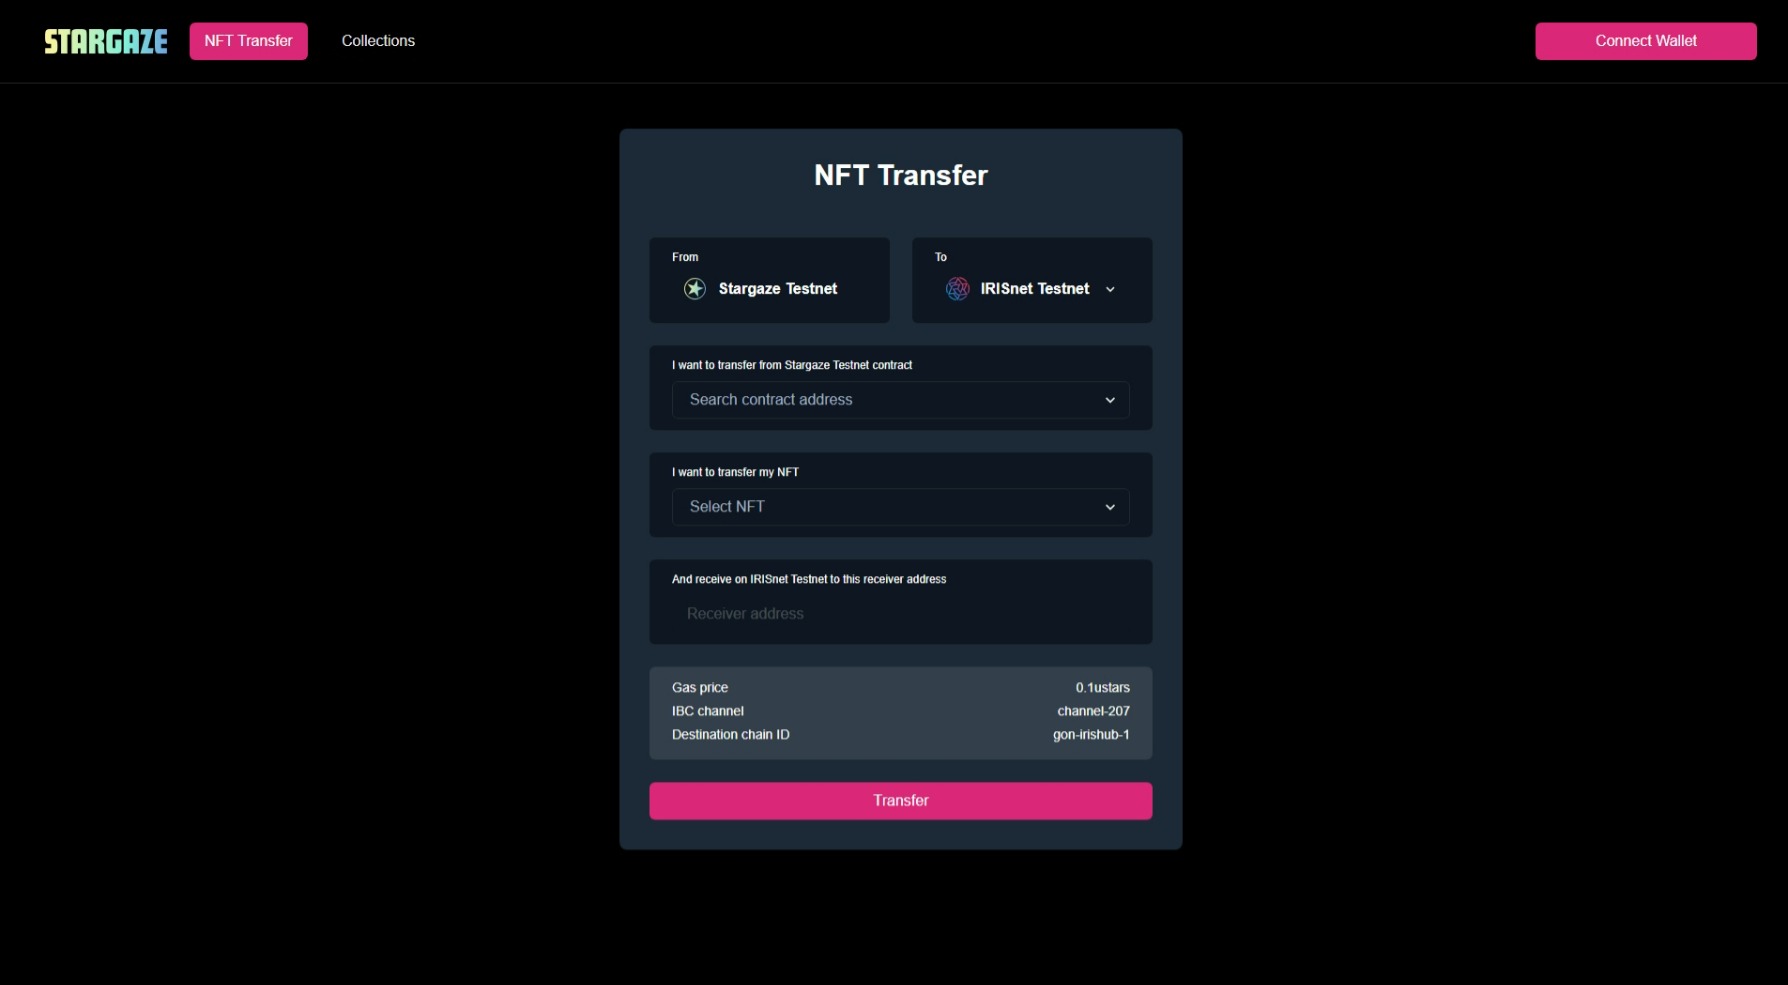 STARGAZE
NFT Transfer
Collections
Connect Wallet
NFT Transfer
From
Stargaze Testnet
To
IRISnet Testnet
I want to transfer from Stargaze Testnet contract
Search contract address
I want to transfer my NFT
Select NFT
And receive on IRISnet Testnet to this receiver address
Receiver address
Gas price 0.1ustars
IBC channel channel-207
Destination chain ID gon-irishub-1
Transfer